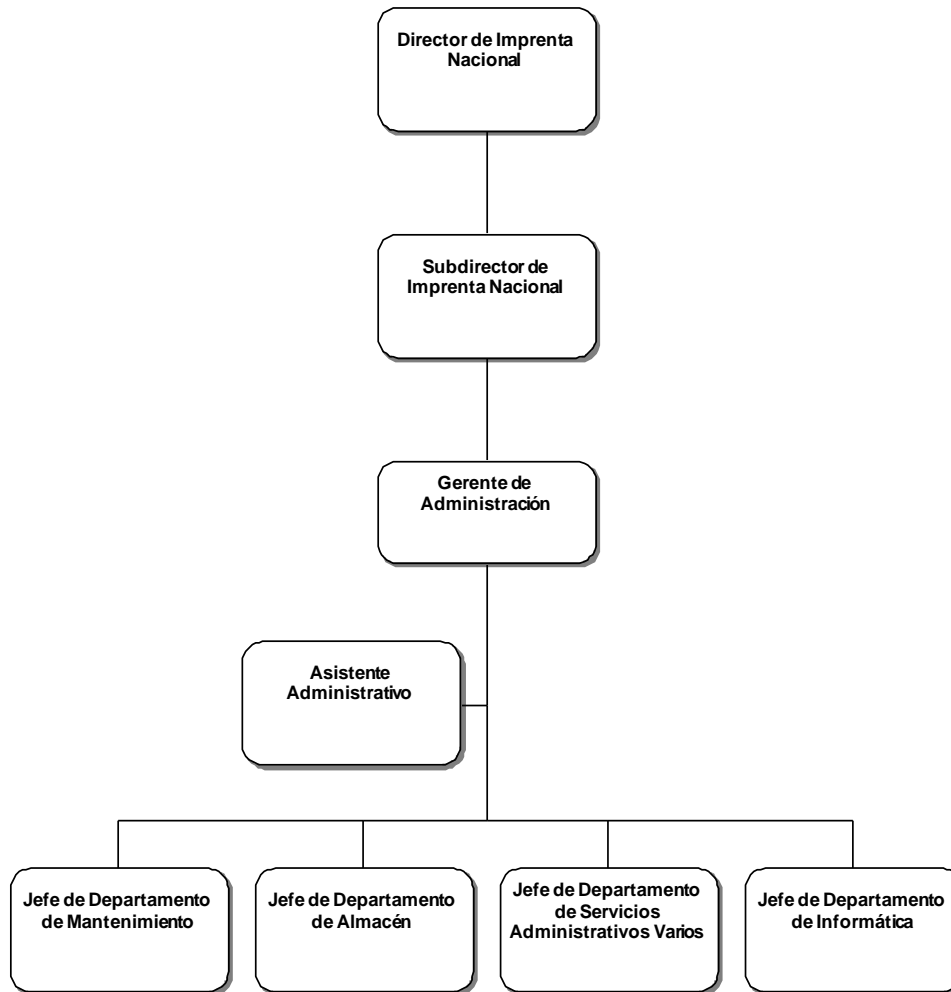 Director de Imprenta
Nacional
Subdirector de
Imprenta Nacional
Gerente de
Administración
Asistente
Administrativo
Jefe de Departamento
de Mantenimiento
Jefe de Departamento
de Almacén
Jefe de Departamento
de Servicios
Administrativos Varios
Jefe de Departamento
de Informática